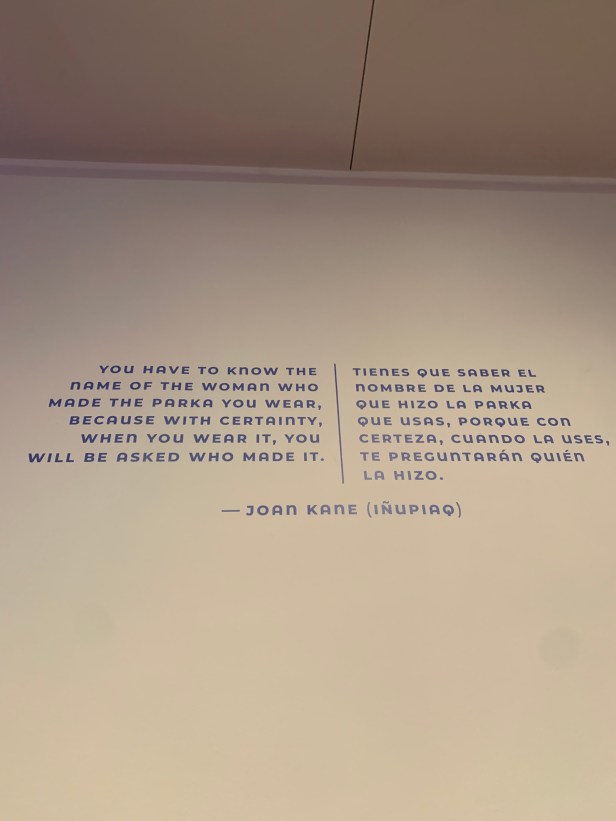 YOU HAVE TO KNOW THE
NAME OF THE WOMAN WHO
MADE THE PARKA YOU WEAR,
BECAUSE WITH CERTAINTY,
WHEN YOU WEAR IT, YOU
WILL BE ASKED WHO MADE IT.
TIENES QUE SABER EL
NOMBRE DE LA MUJER
QUE HIZO LA PARKA
QUE USAS, PORQUE CON
CERTEZA, CUANDO LA USES,
TE PREGUNTARÁN QUIÉN
LA HIZO.
— JOAN KANE (IÑUPIAQ)